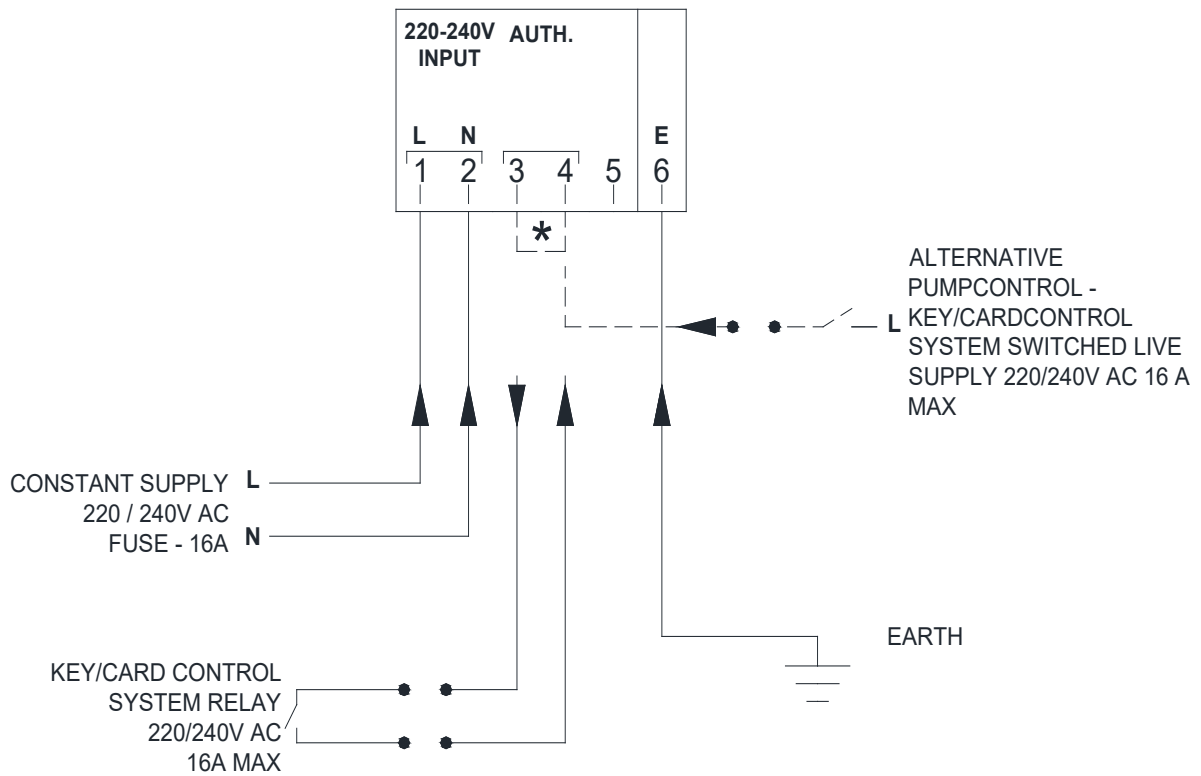 220-240V AUTH.
INPUT
L N E
1 2 3 4 5 6
*
ALTERNATIVE
PUMPCONTROL -
KEY/CARDCONTROL
L SYSTEM SWITCHED LIVE
SUPPLY 220/240V AC 16 A
MAX
CONSTANT SUPPLY L
220 / 240V AC
FUSE - 16A N
EARTH
KEY/CARD CONTROL
SYSTEM RELAY
220/240V AC
16A MAX